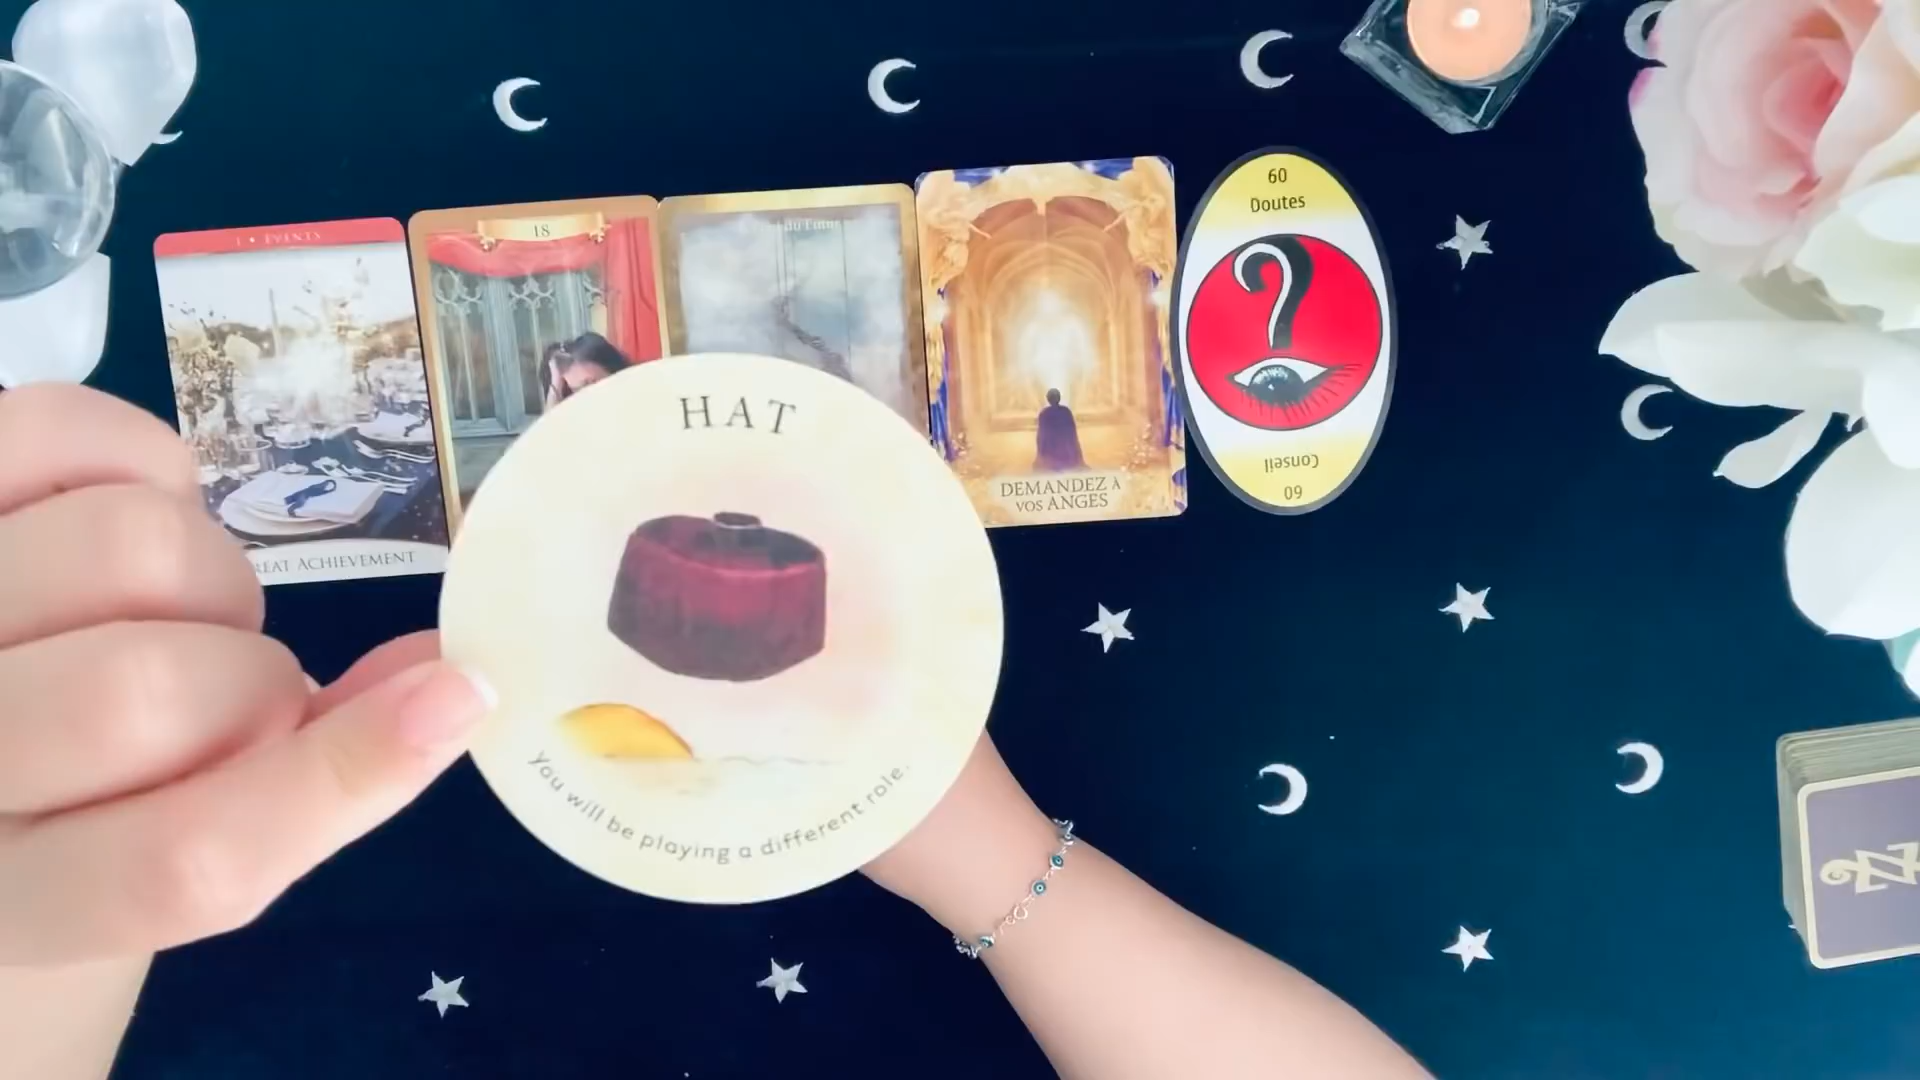 1 • EVENTS
GREAT ACHIEVEMENT
18
60
Doutes
Conseil
60
DEMANDEZ À
VOS ANGES
HAT
You will be playing a different role.